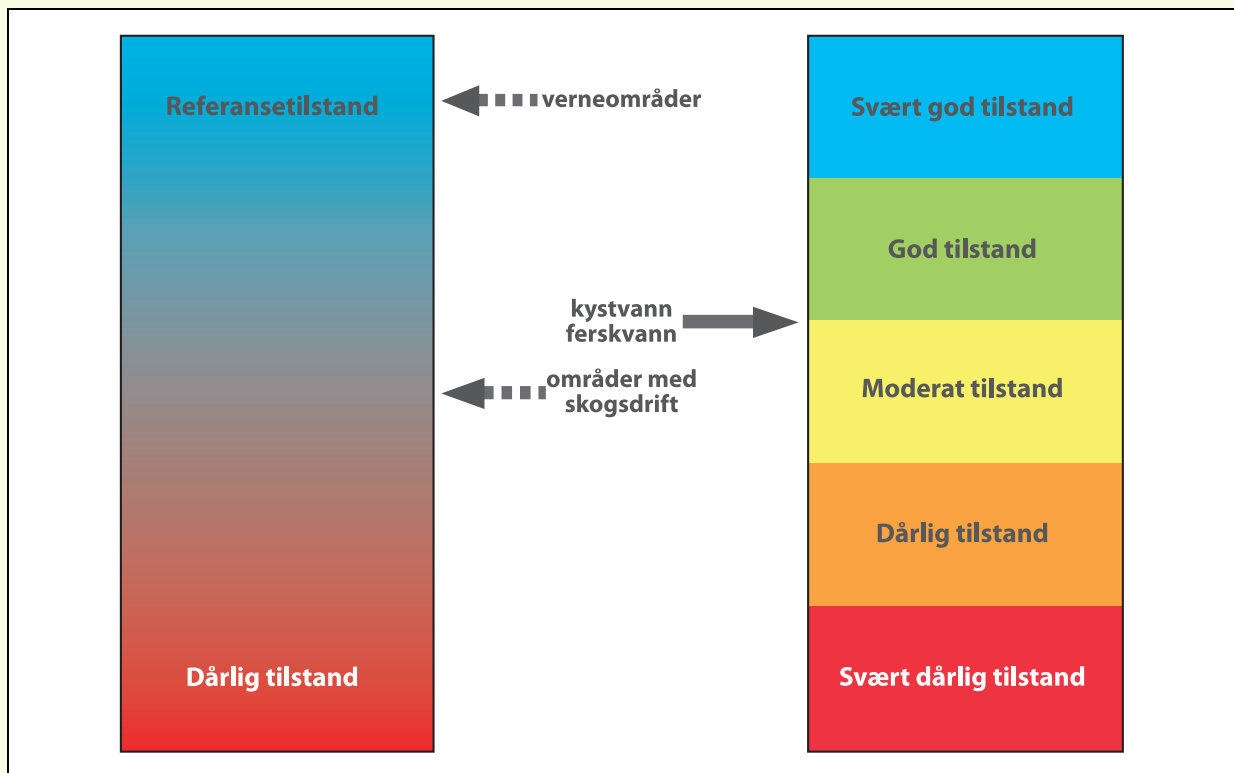 Referansetilstand
verneområder
Svært god tilstand
God tilstand
kystvann
ferskvann
områder med
skogsdrift
Moderat tilstand
Dårlig tilstand
Dårlig tilstand
Svært dårlig tilstand